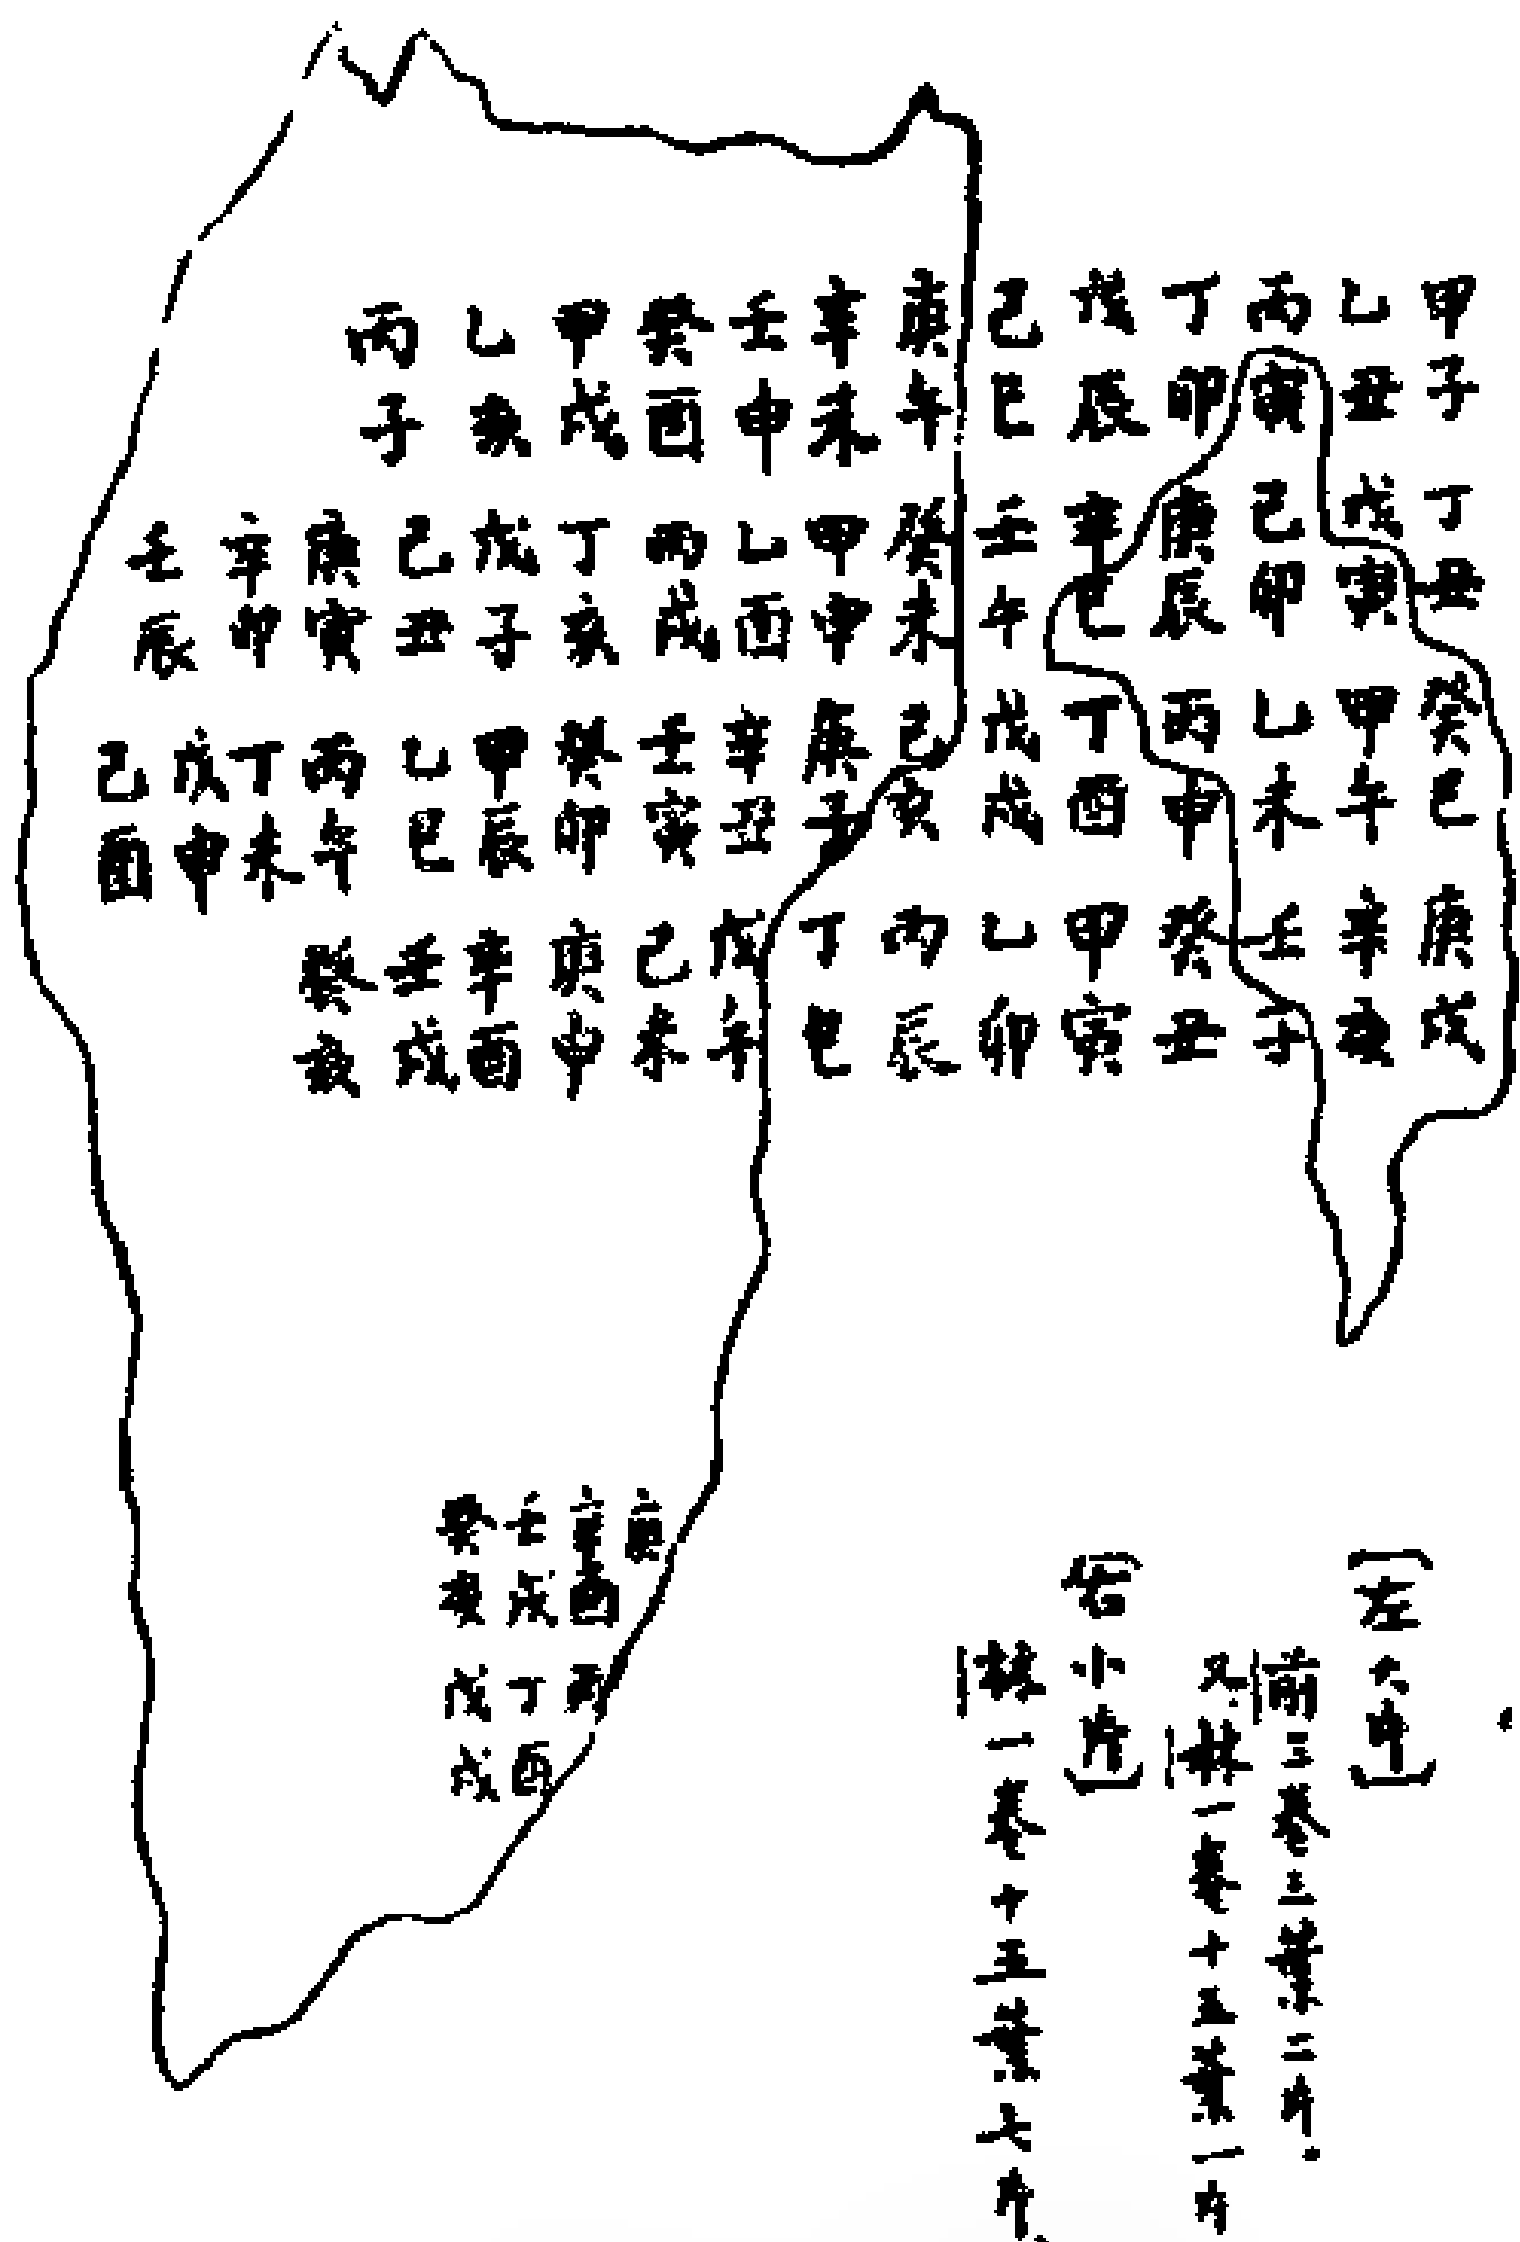 甲子乙丑丙寅丁卯戊辰己巳庚午辛未壬申癸酉甲戌乙亥丙子
丁丑戊寅己卯庚辰辛巳壬午癸未甲申乙酉丙戌丁亥戊子己丑庚寅辛卯壬辰
癸巳甲午乙未丙申丁酉戊戌己亥庚子辛丑壬寅癸卯甲辰乙巳丙午丁未戊申己酉
庚戌辛亥壬子癸丑甲寅乙卯丙辰丁巳戊午己未庚申辛酉壬戌癸亥
庚辛酉壬戌癸亥
丙丁酉戊戌
〔左大片〕
前三卷三葉二片.
又.林一卷十五葉一片
〔右小片〕
林一卷十五葉七片.